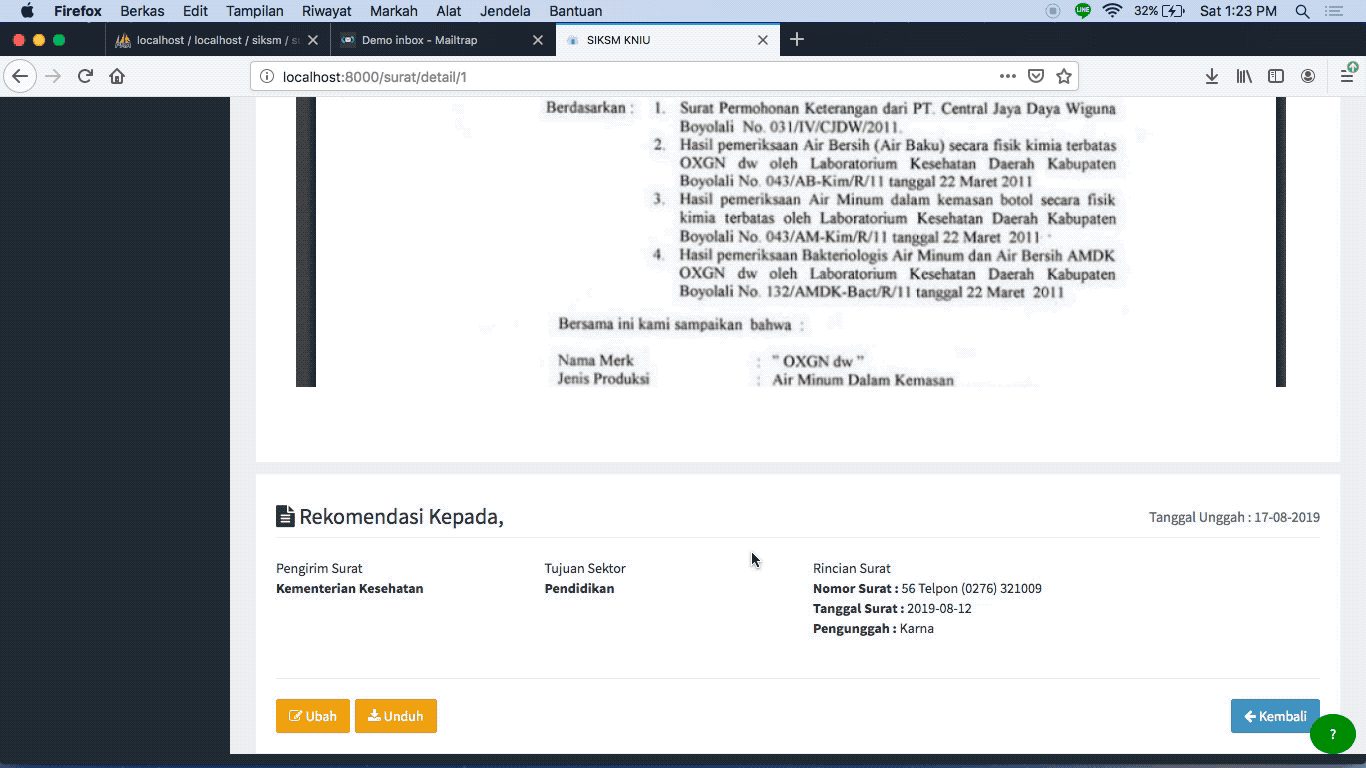 Firefox Berkas Edit Tampilan Riwayat Markah Alat Jendela Bantuan LINE 32% Sat 1:23 PM
localhost / localhost / siksm / Demo inbox - Mailtrap SIKSM KNIU
localhost:8000/surat/detail/1
Berdasarkan : 1. Surat Permohonan Keterangan dari PT. Central Jaya Daya Wiguna
Boyolali No. 031/IV/CJDW/2011.
2. Hasil pemeriksaan Air Bersih (Air Baku) secara fisik kimia terbatas
OXGN dw oleh Laboratorium Kesehatan Daerah Kabupaten
Boyolali No. 043/AB-Kim/R/11 tanggal 22 Maret 2011
3. Hasil pemeriksaan Air Minum dalam kemasan botol secara fisik
kimia terbatas oleh Laboratorium Kesehatan Daerah Kabupaten
Boyolali No. 043/AM-Kim/R/11 tanggal 22 Maret 2011
4. Hasil pemeriksaan Bakteriologis Air Minum dan Air Bersih AMDK
OXGN dw oleh Laboratorium Kesehatan Daerah Kabupaten
Boyolali No. 132/AMDK-Bact/R/11 tanggal 22 Maret 2011
Bersama ini kami sampaikan bahwa :
Nama Merk : " OXGN dw "
Jenis Produksi : Air Minum Dalam Kemasan
Rekomendasi Kepada, Tanggal Unggah : 17-08-2019
Pengirim Surat Tujuan Sektor Rincian Surat
Kementerian Kesehatan Pendidikan Nomor Surat : 56 Telpon (0276) 321009
Tanggal Surat : 2019-08-12
Pengunggah : Karna
Ubah Unduh Kembali
?